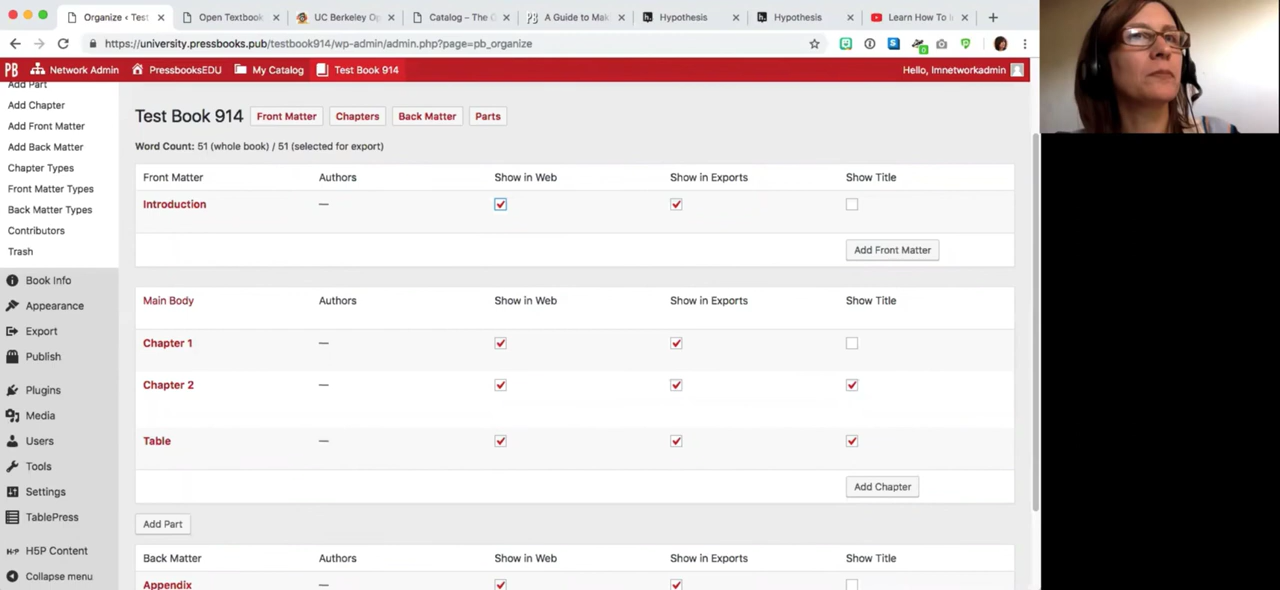 Organize ‹ Test
Open Textbook
UC Berkeley Op
Catalog – The
A Guide to Mak
Hypothesis
Hypothesis
Learn How To
https://university.pressbooks.pub/testbook914/wp-admin/admin.php?page=pb_organize
PB Network Admin PressbooksEDU My Catalog Test Book 914 Hello, lmnetworkadmin
Add Part
Add Chapter
Add Front Matter
Add Back Matter
Chapter Types
Front Matter Types
Back Matter Types
Contributors
Trash
Book Info
Appearance
Export
Publish
Plugins
Media
Users
Tools
Settings
TablePress
H5P Content
Collapse menu
Test Book 914 Front Matter Chapters Back Matter Parts
Word Count: 51 (whole book) / 51 (selected for export)
Front Matter Authors Show in Web Show in Exports Show Title
Introduction —
Add Front Matter
Main Body Authors Show in Web Show in Exports Show Title
Chapter 1 —
Chapter 2 —
Table —
Add Chapter
Add Part
Back Matter Authors Show in Web Show in Exports Show Title
Appendix —